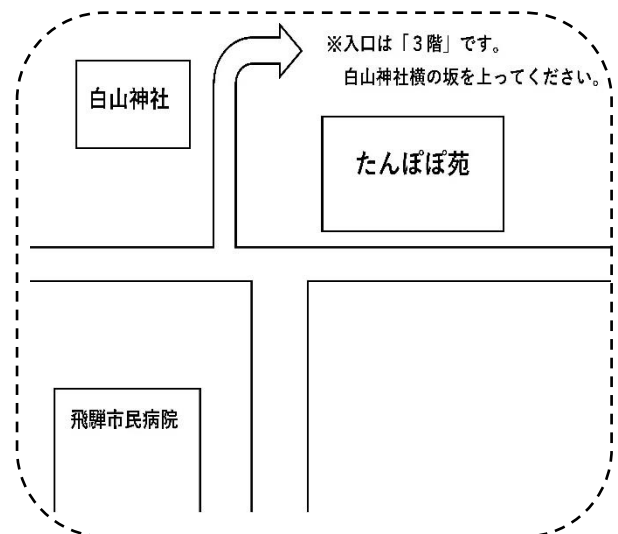 ※入口は「３階」です。
白山神社横の坂を上ってください。
白山神社
たんぽぽ苑
飛騨市民病院